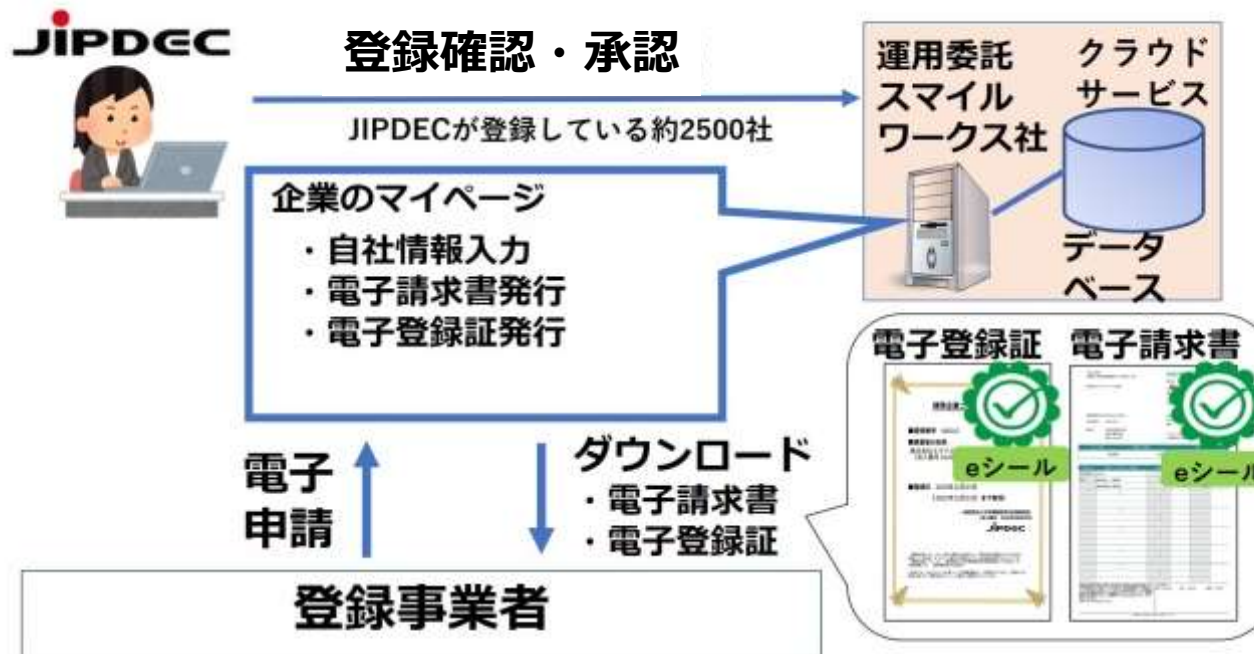 JIPDEC
登録確認・承認
JIPDECが登録している約2500社
運用委託
スマイル
ワークス社
クラウド
サービス
データ
ベース
企業のマイページ
・自社情報入力
・電子請求書発行
・電子登録証発行
電子
申請
ダウンロード
・電子請求書
・電子登録証
登録事業者
電子登録証
電子請求書
eシール
eシール
JIPDEC